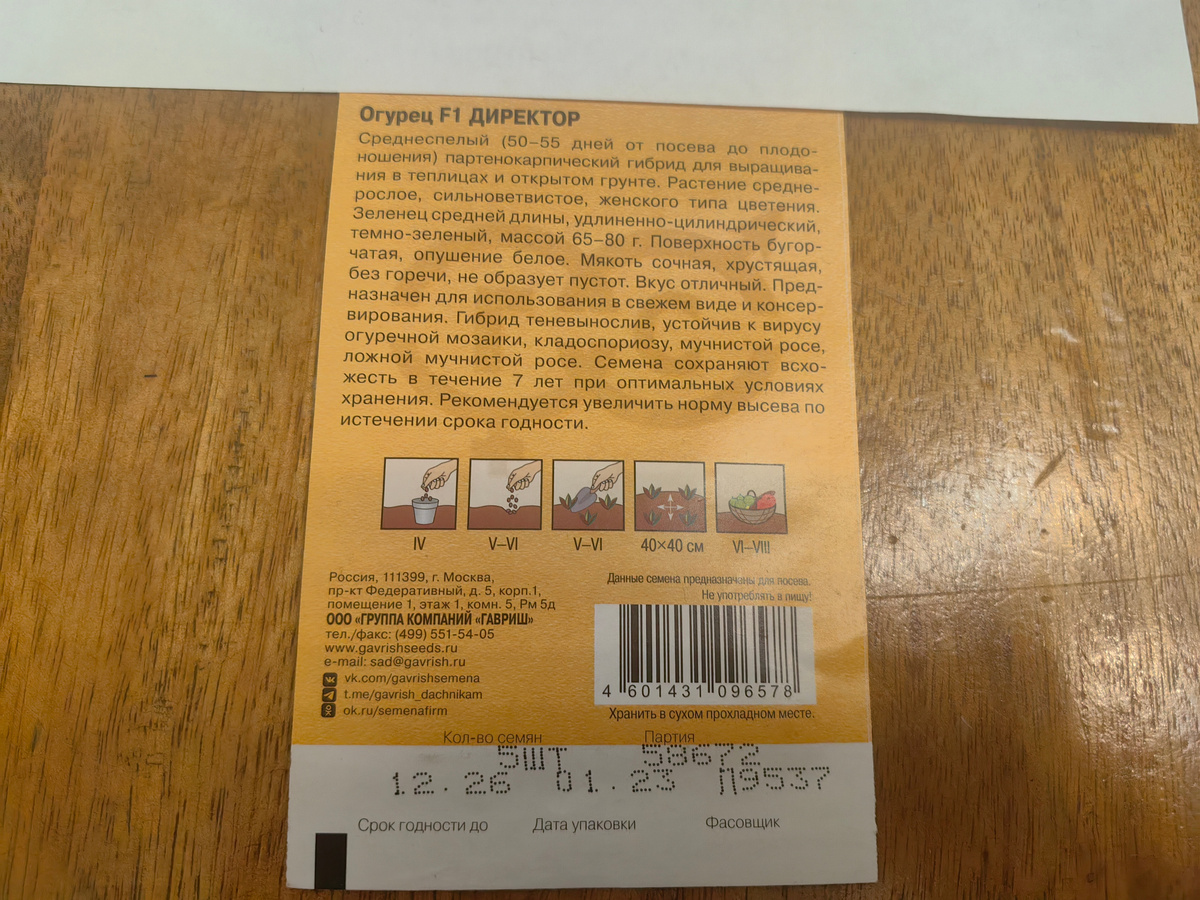 Огурец F1 ДИРЕКТОР
Среднеспелый (50–55 дней от посева до плодо-
ношения) партенокарпический гибрид для выращива-
ния в теплицах и открытом грунте. Растение средне-
рослое, сильноветвистое, женского типа цветения.
Зеленец средней длины, удлиненно-цилиндрический,
темно-зеленый, массой 65–80 г. Поверхность бугор-
чатая, опушение белое. Мякоть сочная, хрустящая,
без горечи, не образует пустот. Вкус отличный. Пред-
назначен для использования в свежем виде и консер-
вирования. Гибрид теневынослив, устойчив к вирусу
огуречной мозаики, кладоспориозу, мучнистой росе,
ложной мучнистой росе. Семена сохраняют всхо-
жесть в течение 7 лет при оптимальных условиях
хранения. Рекомендуется увеличить норму высева по
истечении срока годности.
IV V–VI V–VI 40×40 см VI–VIII
Россия, 111399, г. Москва,
пр-кт Федеративный, д. 5, корп.1,
помещение 1, этаж 1, комн. 5, Рм 5д
ООО «ГРУППА КОМПАНИЙ «ГАВРИШ»
тел./факс: (499) 551-54-05
www.gavrishseeds.ru
e-mail: sad@gavrish.ru
vk.com/gavrishsemena
t.me/gavrish_dachnikam
ok.ru/semenafirm
Данные семена предназначены для посева.
Не употреблять в пищу!
4 601431 096578
Хранить в сухом прохладном месте.
Кол-во семян Партия
5шт 58672
12.26 01.23 П9537
Срок годности до Дата упаковки Фасовщик